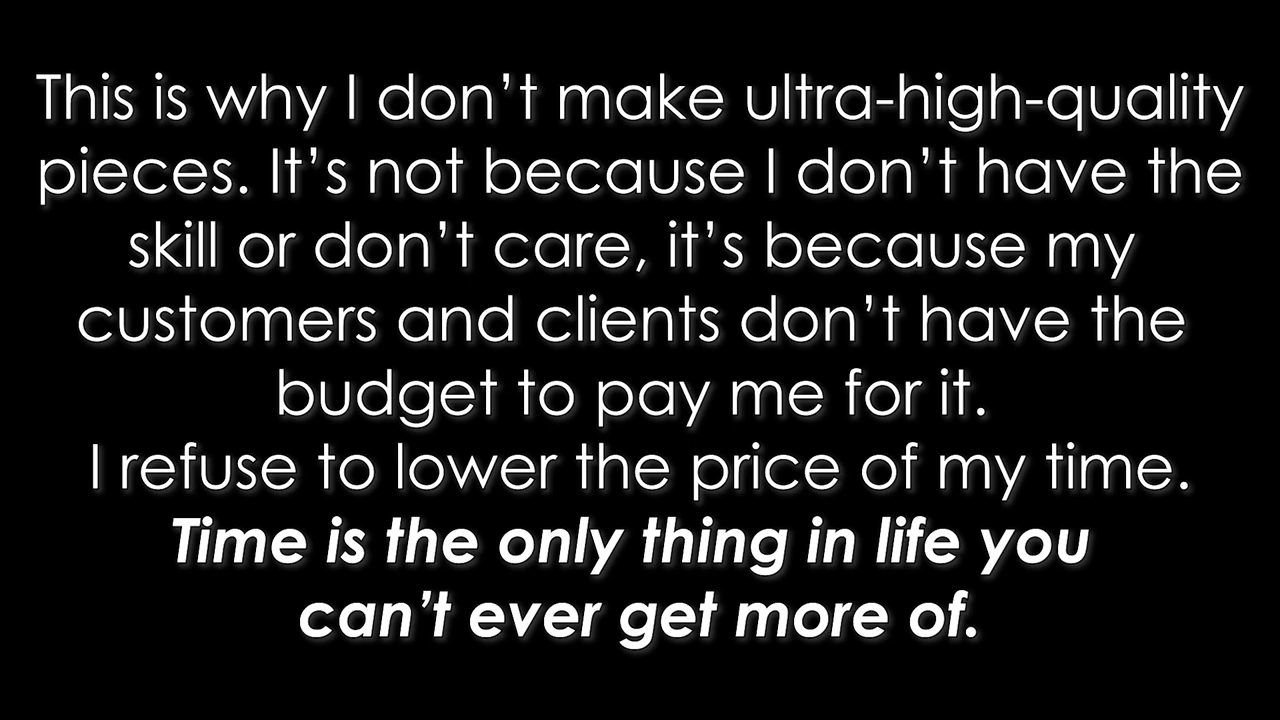 This is why I don’t make ultra-high-quality
pieces. It’s not because I don’t have the
skill or don’t care, it’s because my
customers and clients don’t have the
budget to pay me for it.
I refuse to lower the price of my time.
Time is the only thing in life you
can’t ever get more of.